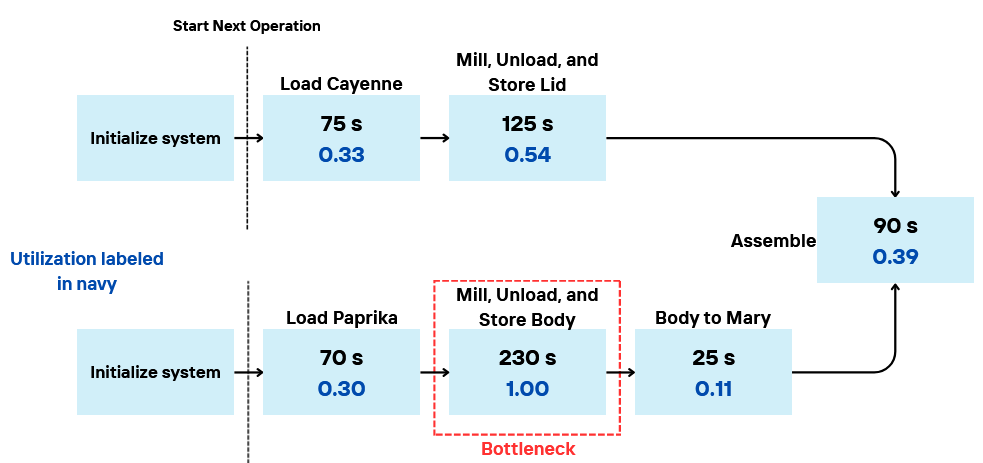 Start Next Operation
Initialize system
Load Cayenne
75 s
0.33
Mill, Unload, and
Store Lid
125 s
0.54
Assemble
90 s
0.39
Utilization labeled
in navy
Initialize system
Load Paprika
70 s
0.30
Mill, Unload, and
Store Body
230 s
1.00
Bottleneck
Body to Mary
25 s
0.11